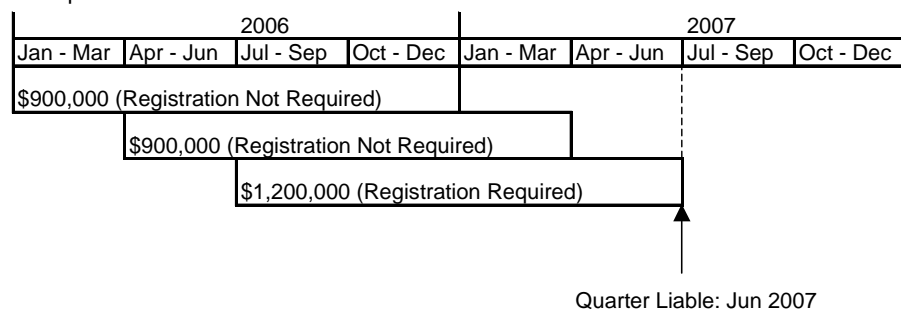 2006 2007
Jan - Mar Apr - Jun Jul - Sep Oct - Dec Jan - Mar Apr - Jun Jul - Sep Oct - Dec
$900,000 (Registration Not Required)
$900,000 (Registration Not Required)
$1,200,000 (Registration Required)
Quarter Liable: Jun 2007